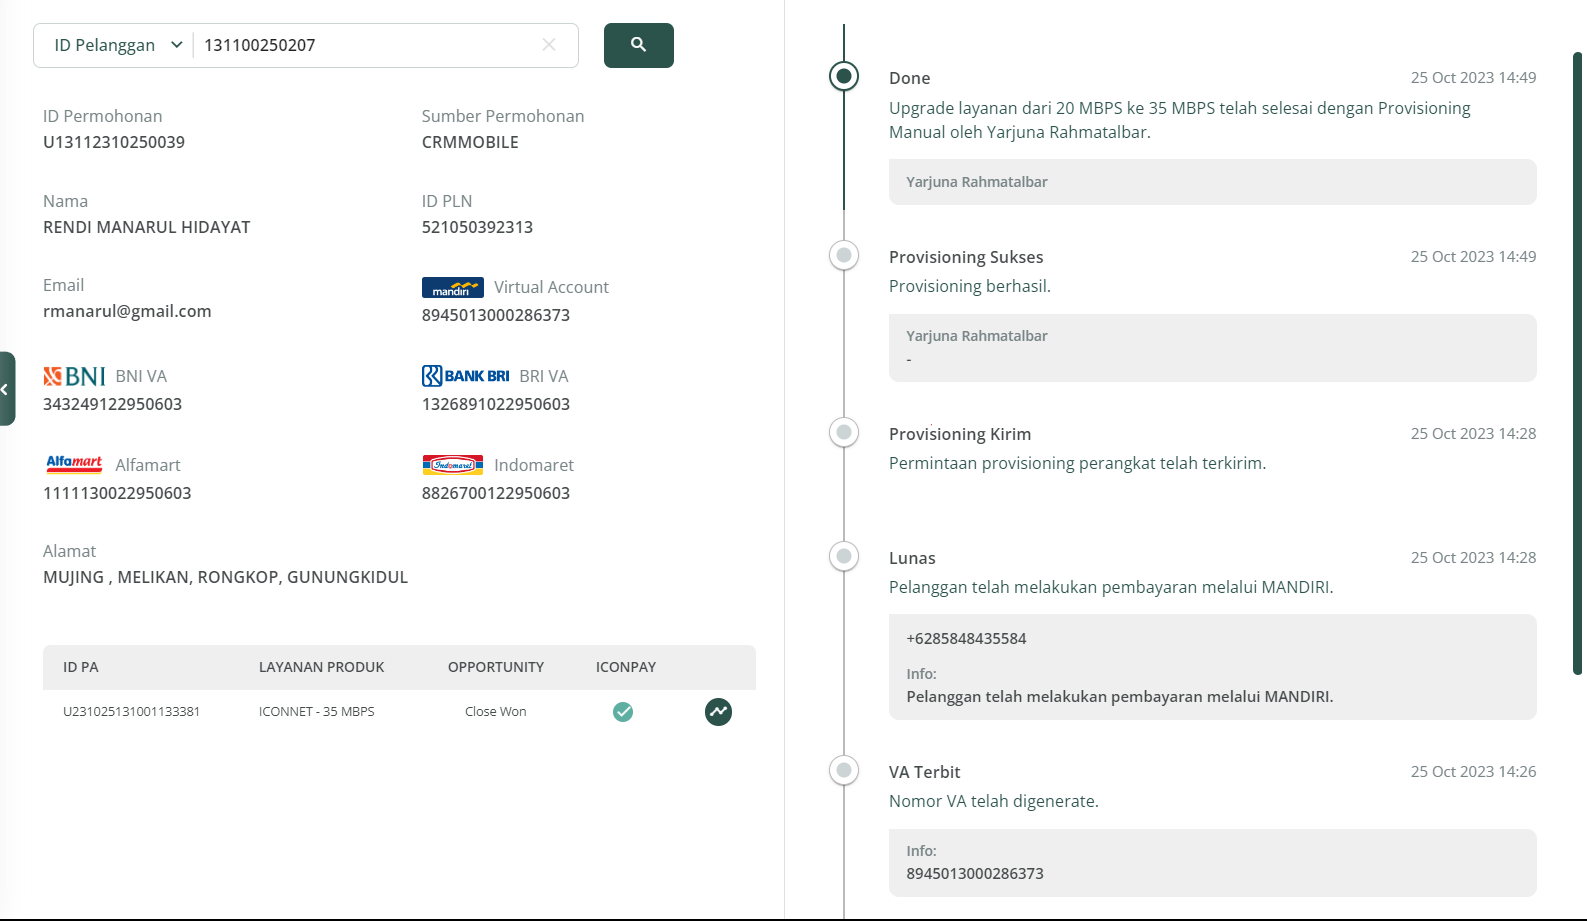 ID Pelanggan
131100250207
ID Permohonan
U13112310250039
Sumber Permohonan
CRMMOBILE
Nama
RENDI MANARUL HIDAYAT
ID PLN
521050392313
Email
rmanarul@gmail.com
mandiri Virtual Account
8945013000286373
BNI BNI VA
343249122950603
BANK BRI BRI VA
1326891022950603
Alfamart Alfamart
1111130022950603
Indomaret Indomaret
8826700122950603
Alamat
MUJING , MELIKAN, RONGKOP, GUNUNGKIDUL
ID PA LAYANAN PRODUK OPPORTUNITY ICONPAY
U231025131001133381 ICONNET - 35 MBPS Close Won
Done 25 Oct 2023 14:49
Upgrade layanan dari 20 MBPS ke 35 MBPS telah selesai dengan Provisioning
Manual oleh Yarjuna Rahmatalbar.
Yarjuna Rahmatalbar
Provisioning Sukses 25 Oct 2023 14:49
Provisioning berhasil.
Yarjuna Rahmatalbar
-
Provisioning Kirim 25 Oct 2023 14:28
Permintaan provisioning perangkat telah terkirim.
Lunas 25 Oct 2023 14:28
Pelanggan telah melakukan pembayaran melalui MANDIRI.
+6285848435584
Info:
Pelanggan telah melakukan pembayaran melalui MANDIRI.
VA Terbit 25 Oct 2023 14:26
Nomor VA telah digenerate.
Info:
8945013000286373